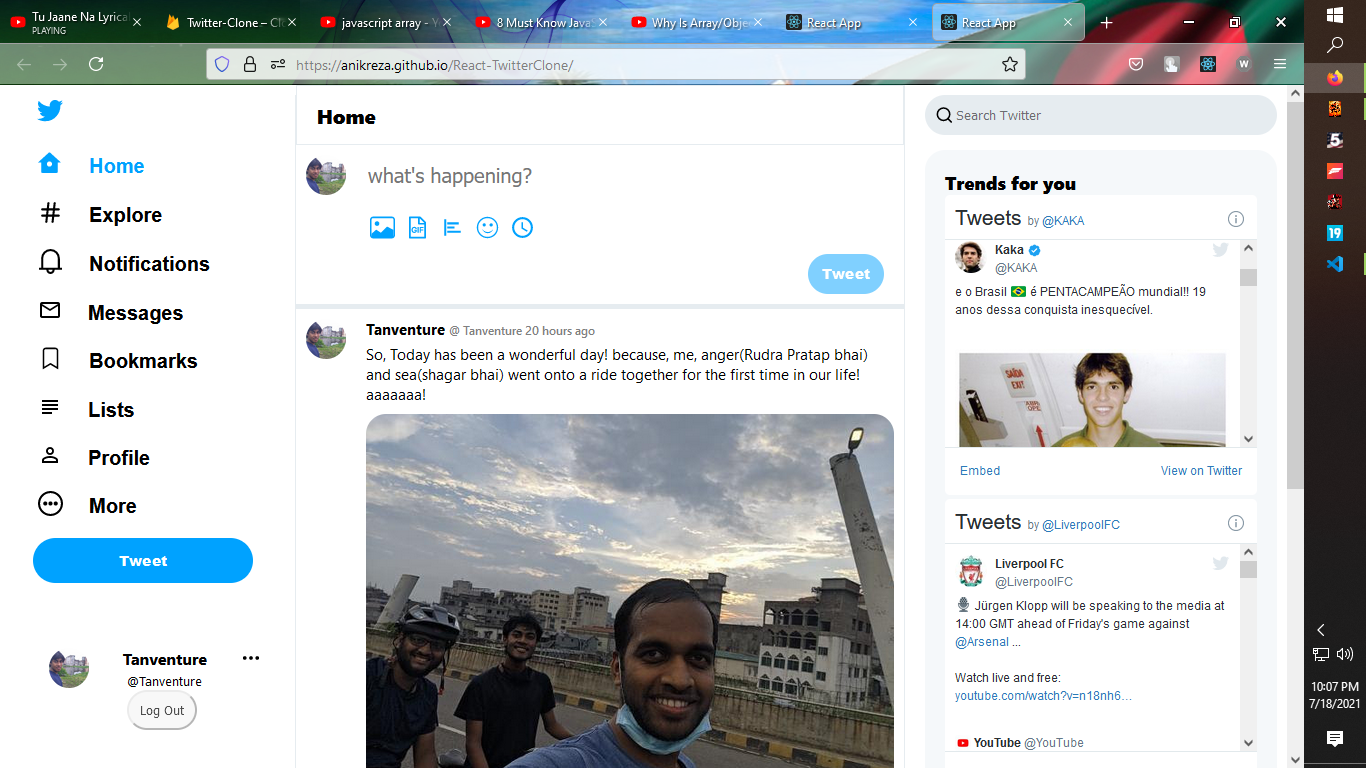 Tu Jaane Na Lyrical
PLAYING
Twitter-Clone – 
javascript array - 
8 Must Know Java
Why Is Array/Obje
React App
React App
https://anikreza.github.io/React-TwitterClone/
W
Home
Explore
Notifications
Messages
Bookmarks
Lists
Profile
More
Tweet
Tanventure
@Tanventure
Log Out
Home
what's happening?
GIF
Tweet
Tanventure @ Tanventure 20 hours ago
So, Today has been a wonderful day! because, me, anger(Rudra Pratap bhai)
and sea(shagar bhai) went onto a ride together for the first time in our life!
aaaaaaa!
Search Twitter
Trends for you
Tweets by @KAKA
Kaka
@KAKA
e o Brasil 🇧🇷 é PENTACAMPEÃO mundial!! 19
anos dessa conquista inesquecível.
SAÍDA
EXIT
Embed
View on Twitter
Tweets by @LiverpoolFC
Liverpool FC
@LiverpoolFC
🎙 Jürgen Klopp will be speaking to the media at
14:00 GMT ahead of Friday's game against
@Arsenal ...
Watch live and free:
youtube.com/watch?v=n18nh6…
YouTube @YouTube
5
19
10:07 PM
7/18/2021